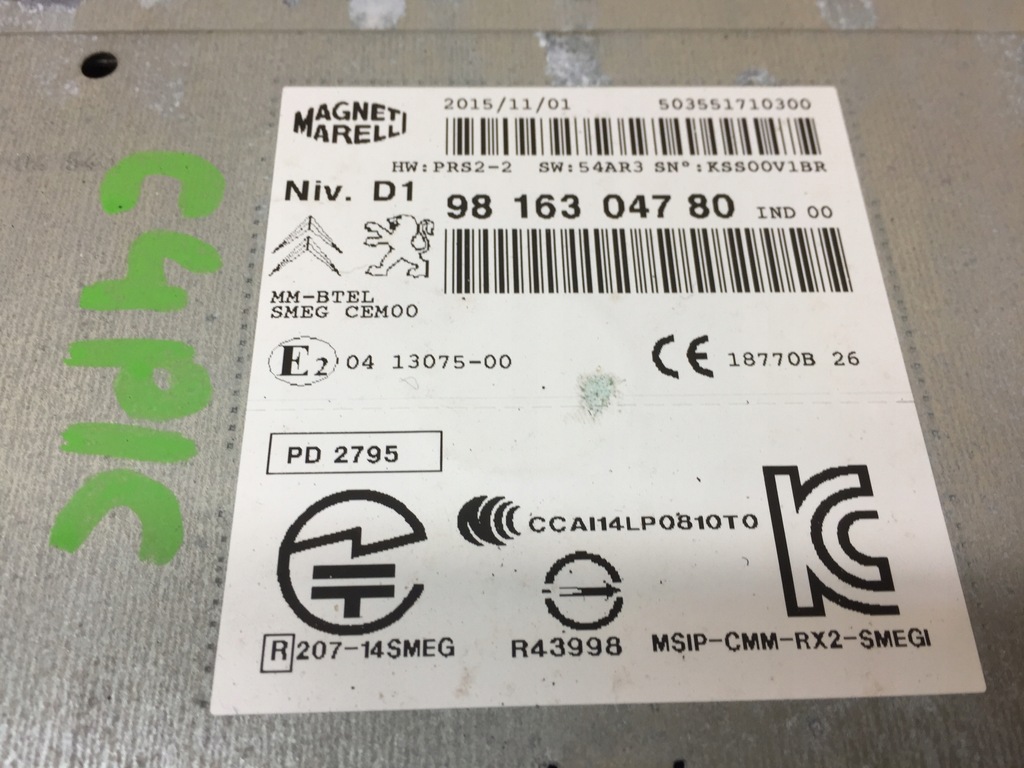 MAGNETI MARELLI
2015/11/01 503551710300
HW:PRS2-2 SW:54AR3 SN°:KSS00V1BR
Niv. D1
98 163 047 80 IND 00
MM-BTEL
SMEG CEM00
E2 04 13075-00
CE 18770B 26
PD 2795
CCAI14LP0810T0
R 207-14SMEG
R43998
MSIP-CMM-RX2-SMEGI
C4PIC